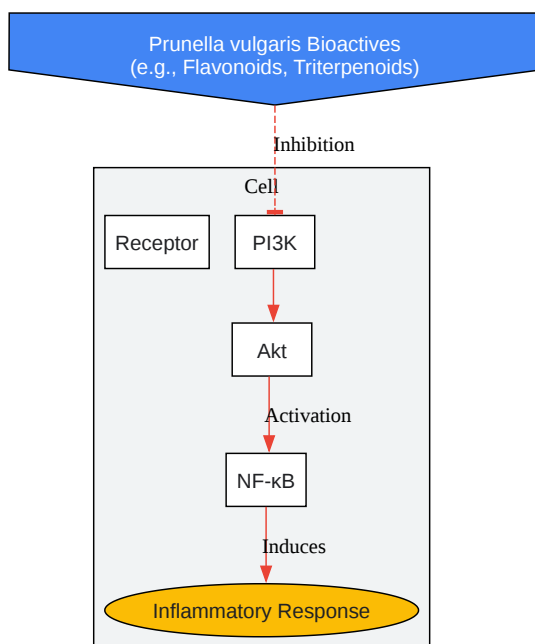 Prunella vulgaris Bioactives
(e.g., Flavonoids, Triterpenoids)
Inhibition
Cell
Receptor
PI3K
Akt
Activation
NF-κB
Induces
Inflammatory Response